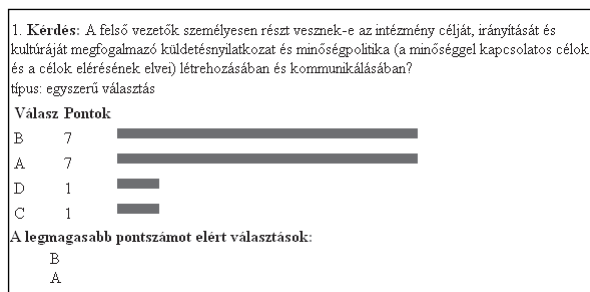 1. Kérdés: A felső vezetők személyesen részt vesznek-e az intézmény célját, irányítását és
kultúráját megfogalmazó küldetésnyilatkozat és minőségpolitika (a minőséggel kapcsolatos célok
és a célok elérésének elvei) létrehozásában és kommunikálásában?
típus: egyszerű választás
Válasz Pontok
B 7
A 7
D 1
C 1
A legmagasabb pontszámot elért választások:
B
A